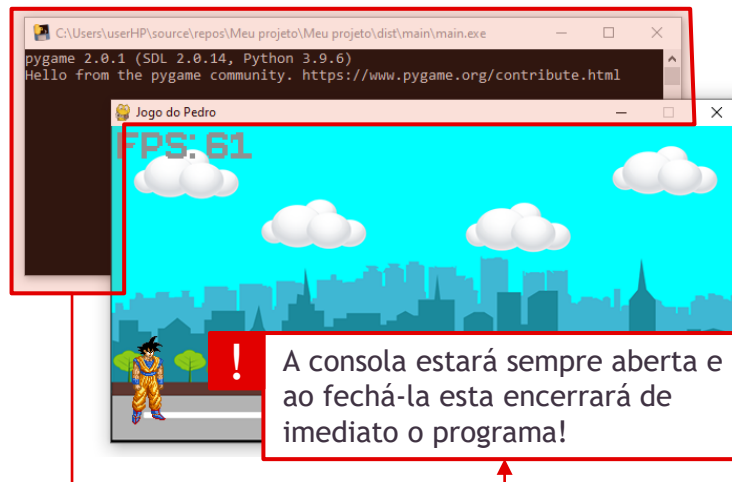 C:\Users\userHP\source\repos\Meu projeto\Meu projeto\dist\main\main.exe
pygame 2.0.1 (SDL 2.0.14, Python 3.9.6)
Hello from the pygame community. https://www.pygame.org/contribute.html
Jogo do Pedro
FPS: 61
!
A consola estará sempre aberta e
ao fechá-la esta encerrará de
imediato o programa!